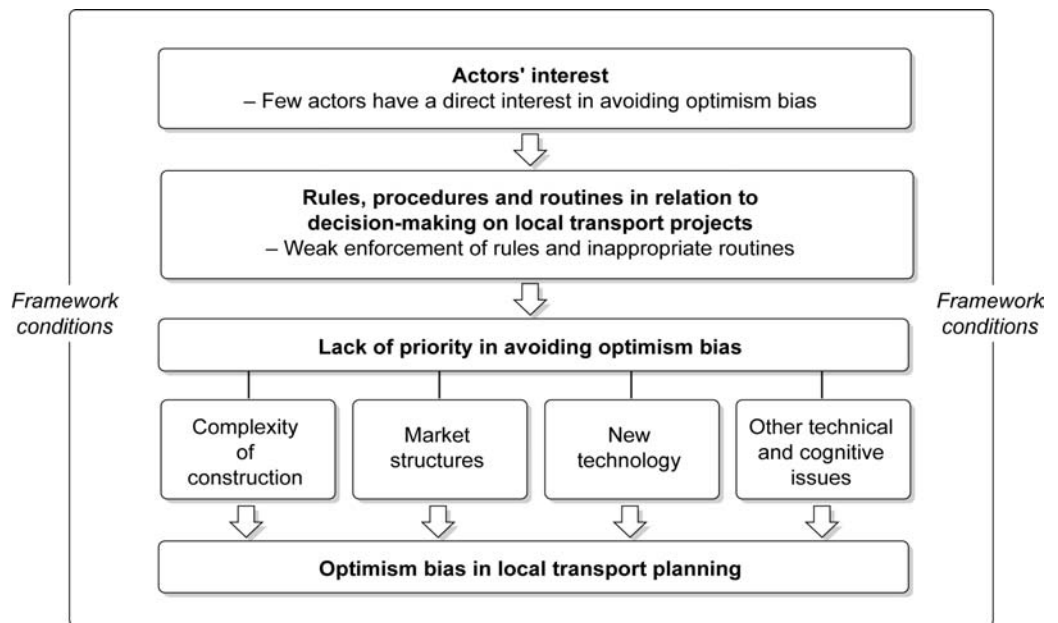 Actors' interest
– Few actors have a direct interest in avoiding optimism bias
Rules, procedures and routines in relation to
decision-making on local transport projects
– Weak enforcement of rules and inappropriate routines
Framework
conditions
Framework
conditions
Lack of priority in avoiding optimism bias
Complexity
of
construction
Market
structures
New
technology
Other technical
and cognitive
issues
Optimism bias in local transport planning